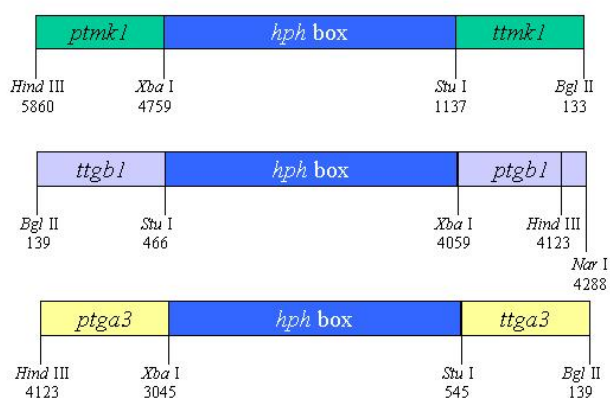 ptmk1 hph box ttmk1
Hind III Xba I Stu I Bgl II
5860 4759 1137 133
ttgb1 hph box ptgb1
Bgl II Stu I Xba I Hind III
139 466 4059 4123
Nar I
4288
ptga3 hph box ttga3
Hind III Xba I Stu I Bgl II
4123 3045 545 139